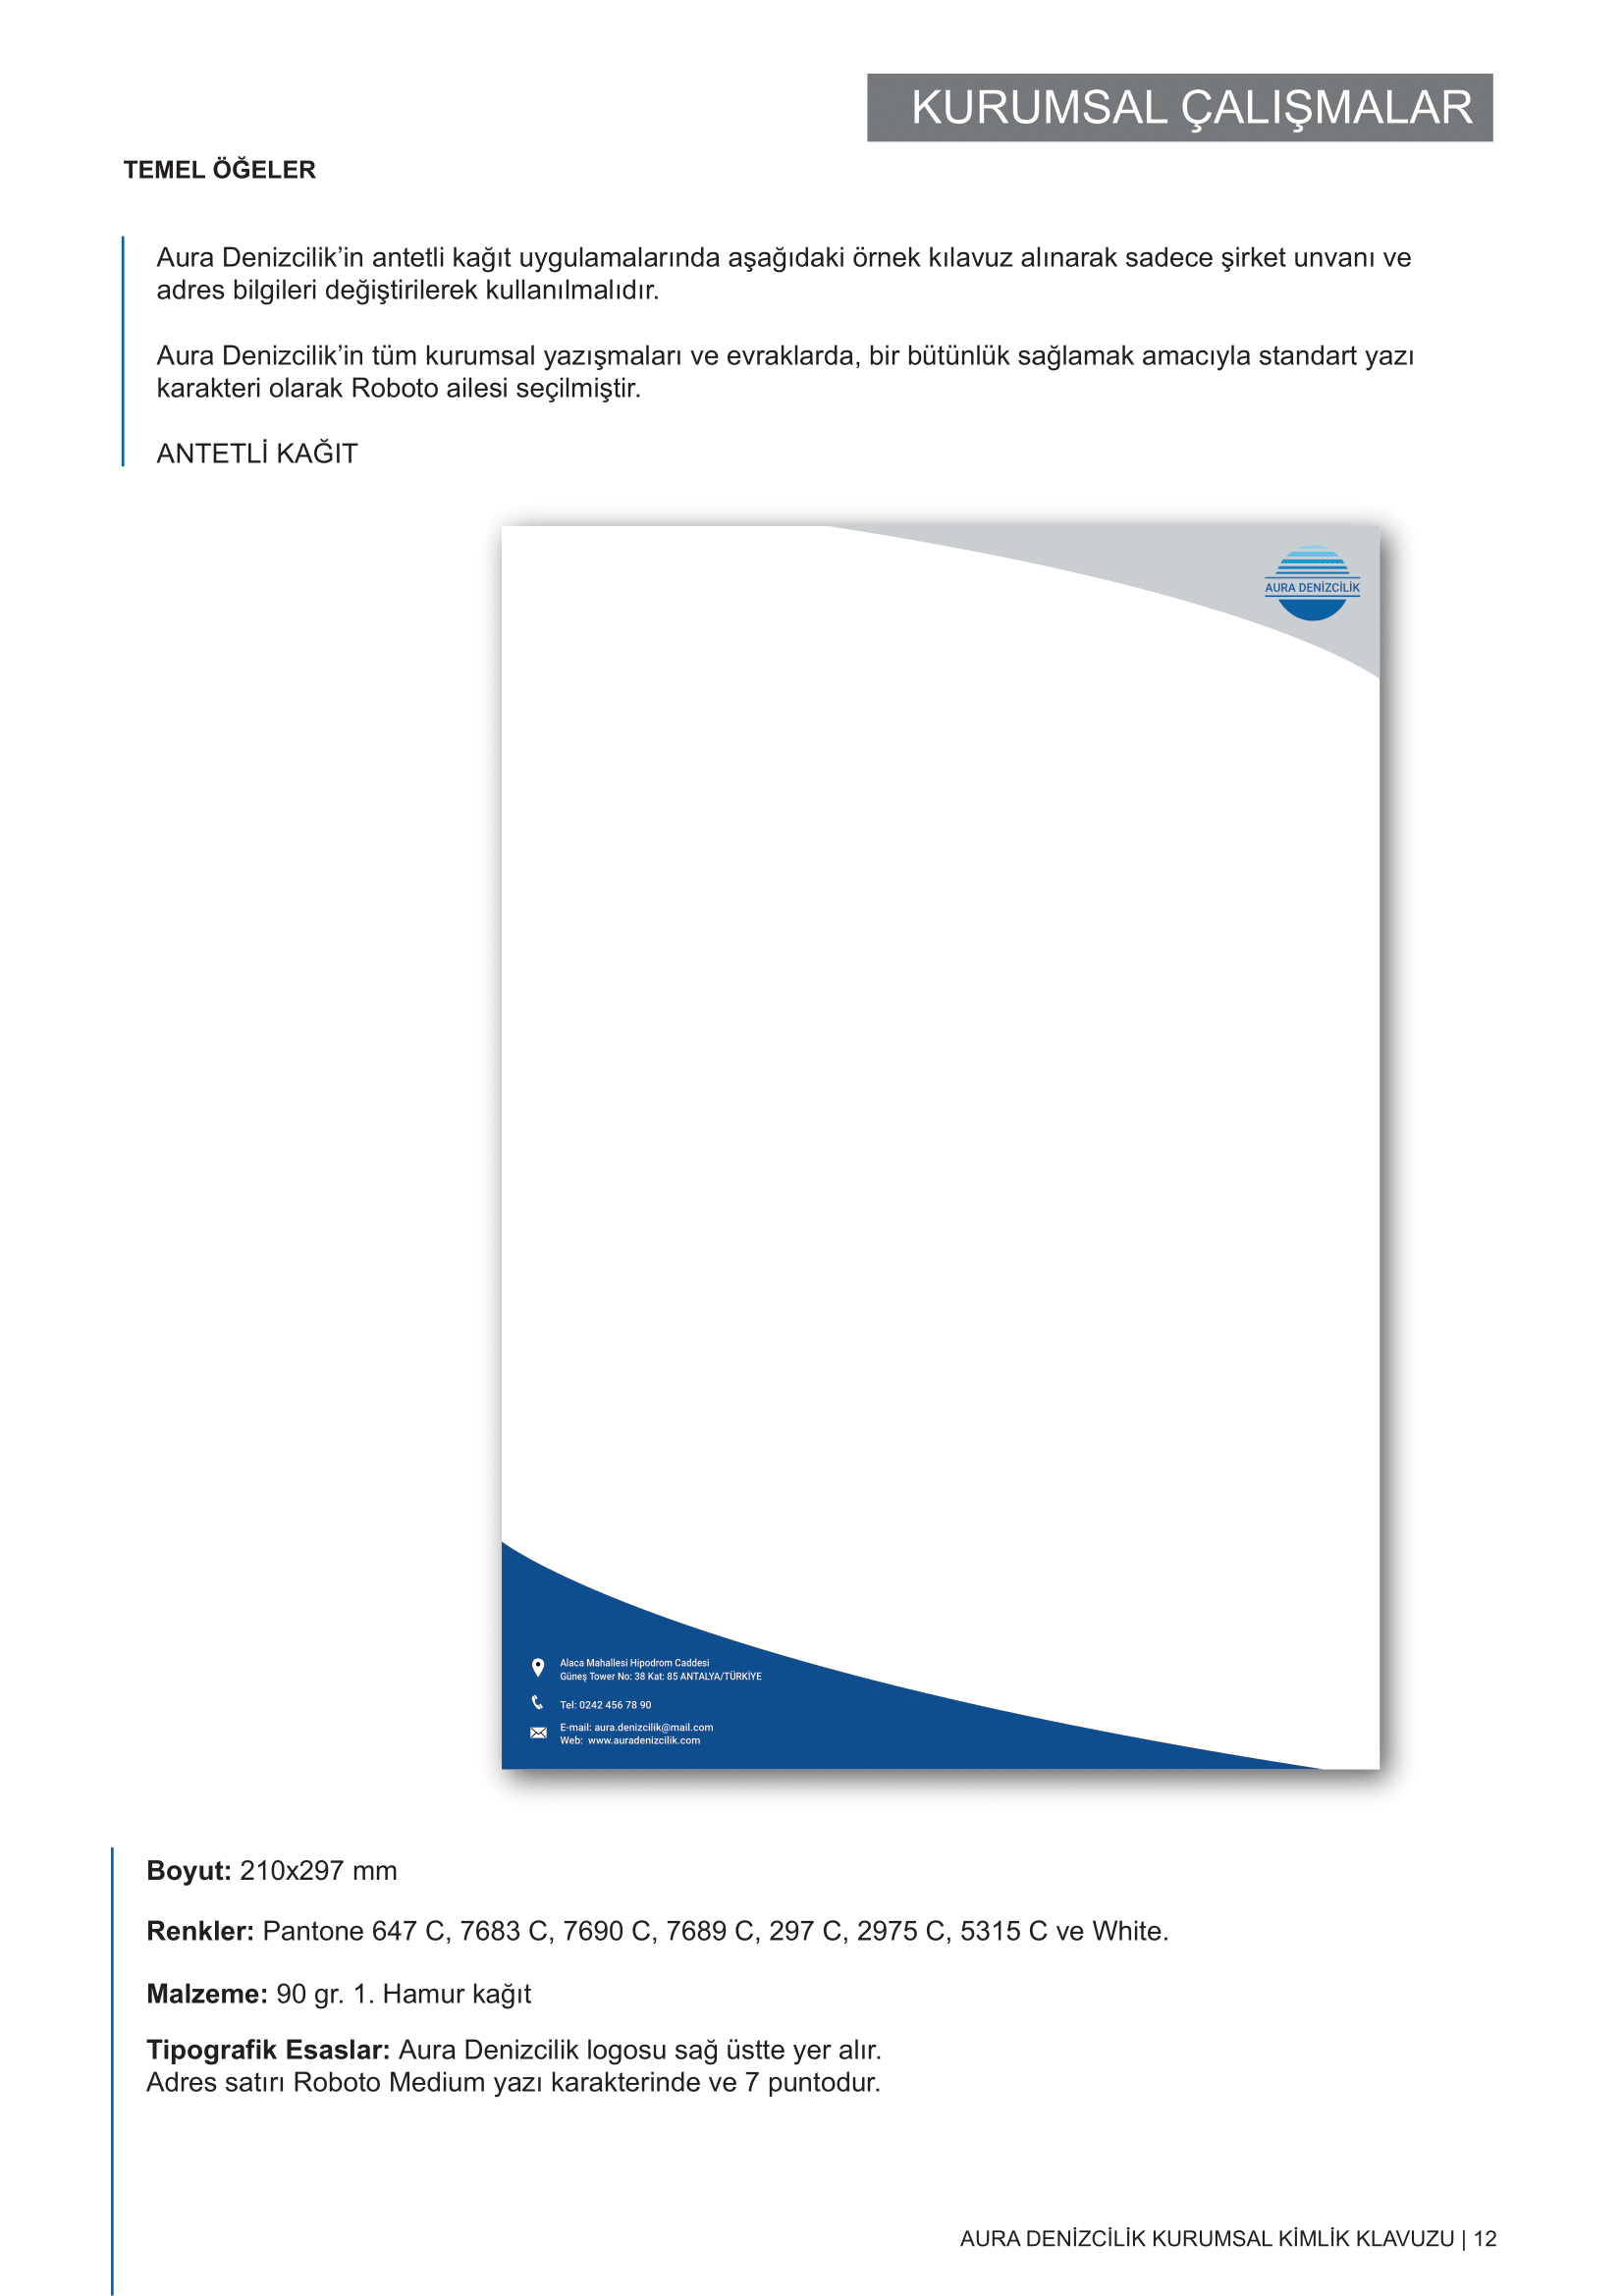 KURUMSAL ÇALIŞMALAR
TEMEL ÖĞELER
Aura Denizcilik’in antetli kağıt uygulamalarında aşağıdaki örnek kılavuz alınarak sadece şirket unvanı ve
adres bilgileri değiştirilerek kullanılmalıdır.
Aura Denizcilik’in tüm kurumsal yazışmaları ve evraklarda, bir bütünlük sağlamak amacıyla standart yazı
karakteri olarak Roboto ailesi seçilmiştir.
ANTETLİ KAĞIT
AURA DENİZCİLİK
Alaca Mahallesi Hipodrom Caddesi
Güneş Tower No: 38 Kat: 85 ANTALYA/TÜRKİYE
Tel: 0242 456 78 90
E-mail: aura.denizcilik@mail.com
Web: www.auradenizcilik.com
Boyut: 210x297 mm
Renkler: Pantone 647 C, 7683 C, 7690 C, 7689 C, 297 C, 2975 C, 5315 C ve White.
Malzeme: 90 gr. 1. Hamur kağıt
Tipografik Esaslar: Aura Denizcilik logosu sağ üstte yer alır.
Adres satırı Roboto Medium yazı karakterinde ve 7 puntodur.
AURA DENİZCİLİK KURUMSAL KİMLİK KLAVUZU | 12